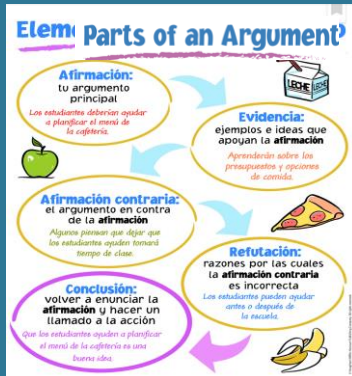 Parts of an Argument
Elem
Afirmación:
tu argumento
principal
Los estudiantes deberían ayudar
a planificar el menú de
la cafetería.
LECHE
LECHE
Evidencia:
ejemplos e ideas que
apoyan la afirmación
Aprenderán sobre los
presupuestos y opciones
de comida.
Afirmación contraria:
el argumento en contra
de la afirmación
Algunos piensan que dejar que
los estudiantes ayuden tomará
tiempo de clase.
Refutación:
razones por las cuales
la afirmación contraria
es incorrecta
Los estudiantes pueden ayudar
antes o después de
la escuela.
Conclusión:
volver a enunciar la
afirmación y hacer un
llamado a la acción
Que los estudiantes ayuden a planificar
el menú de la cafetería es una
buena idea.